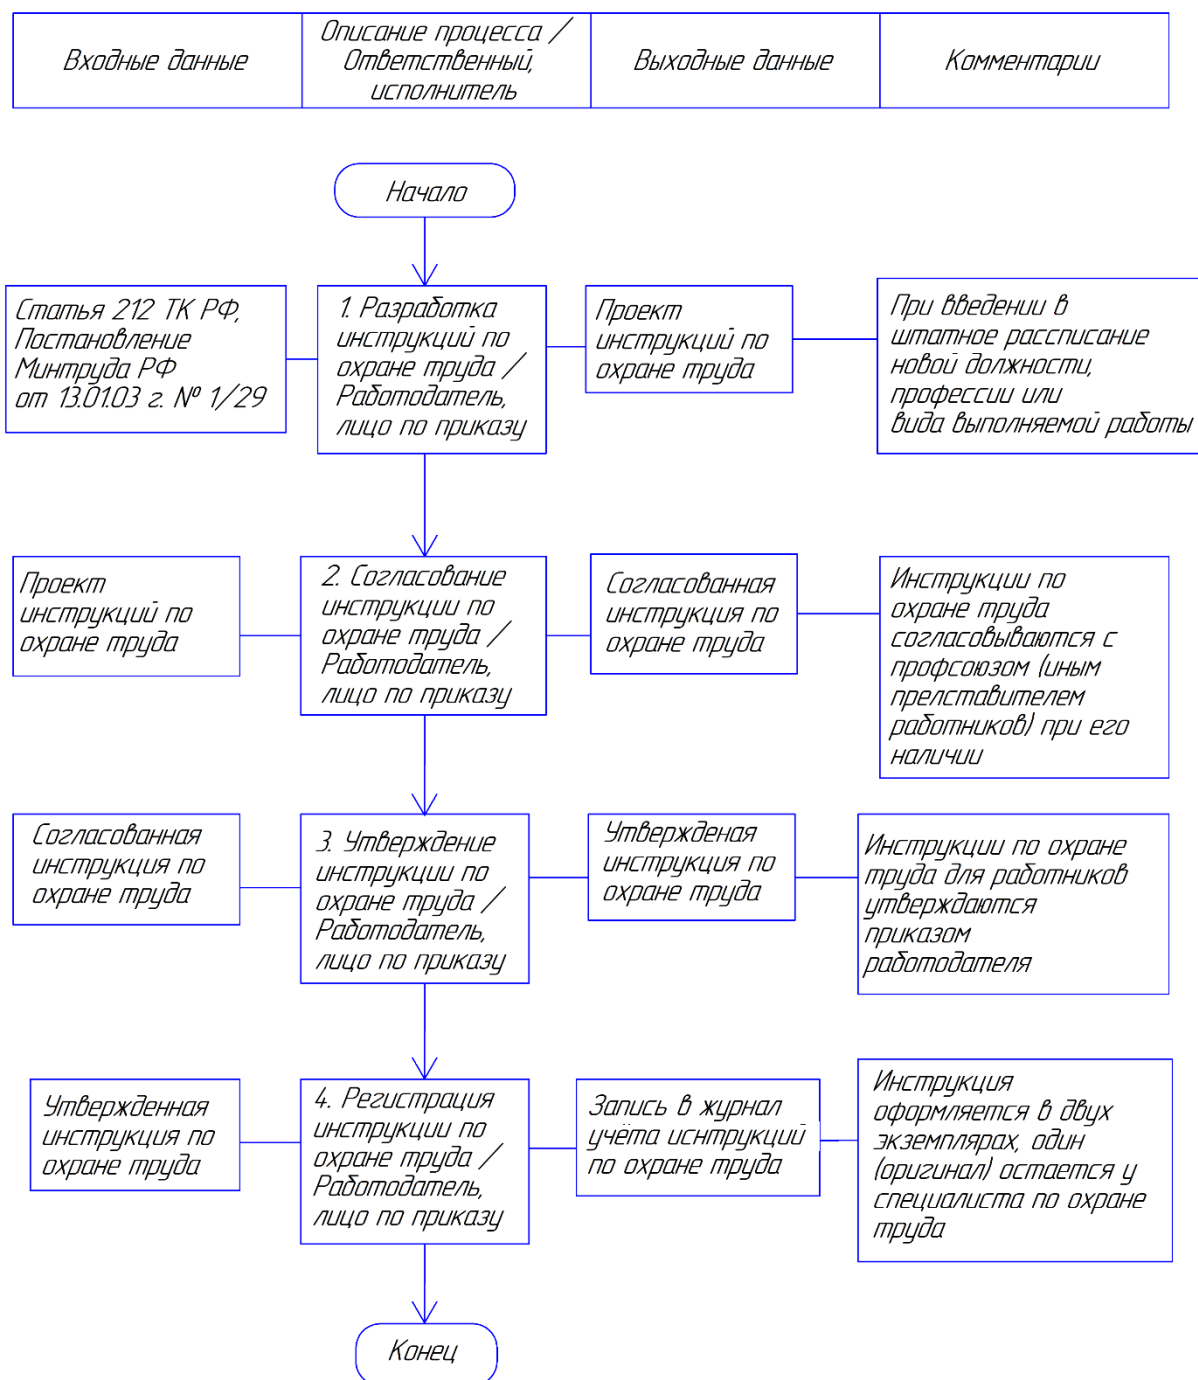 Входные данные
Описание процесса /
Ответственный,
исполнитель
Выходные данные
Комментарии
Начало
Статья 212 ТК РФ,
Постановление
Минтруда РФ
от 13.01.03 г. № 1/29
1. Разработка
инструкций по
охране труда /
Работодатель,
лицо по приказу
Проект
инструкций по
охране труда
При введении в
штатное рассписание
новой должности,
профессии или
вида выполняемой работы
Проект
инструкций по
охране труда
2. Согласование
инструкции по
охране труда /
Работодатель,
лицо по приказу
Согласованная
инструкция по
охране труда
Инструкции по
охране труда
согласовываются с
профсоюзом (иным
прелставителем
работников) при его
наличии
Согласованная
инструкция по
охране труда
3. Утверждение
инструкции по
охране труда /
Работодатель,
лицо по приказу
Утвержденая
инструкция по
охране труда
Инструкции по охране
труда для работников
утверждаются
приказом
работодателя
Утвержденная
инструкция по
охране труда
4. Регистрация
инструкции по
охране труда /
Работодатель,
лицо по приказу
Запись в журнал
учёта иснтрукций
по охране труда
Инструкция
оформляется в двух
экземплярах, один
(оригинал) остается у
специалиста по охране
труда
Конец